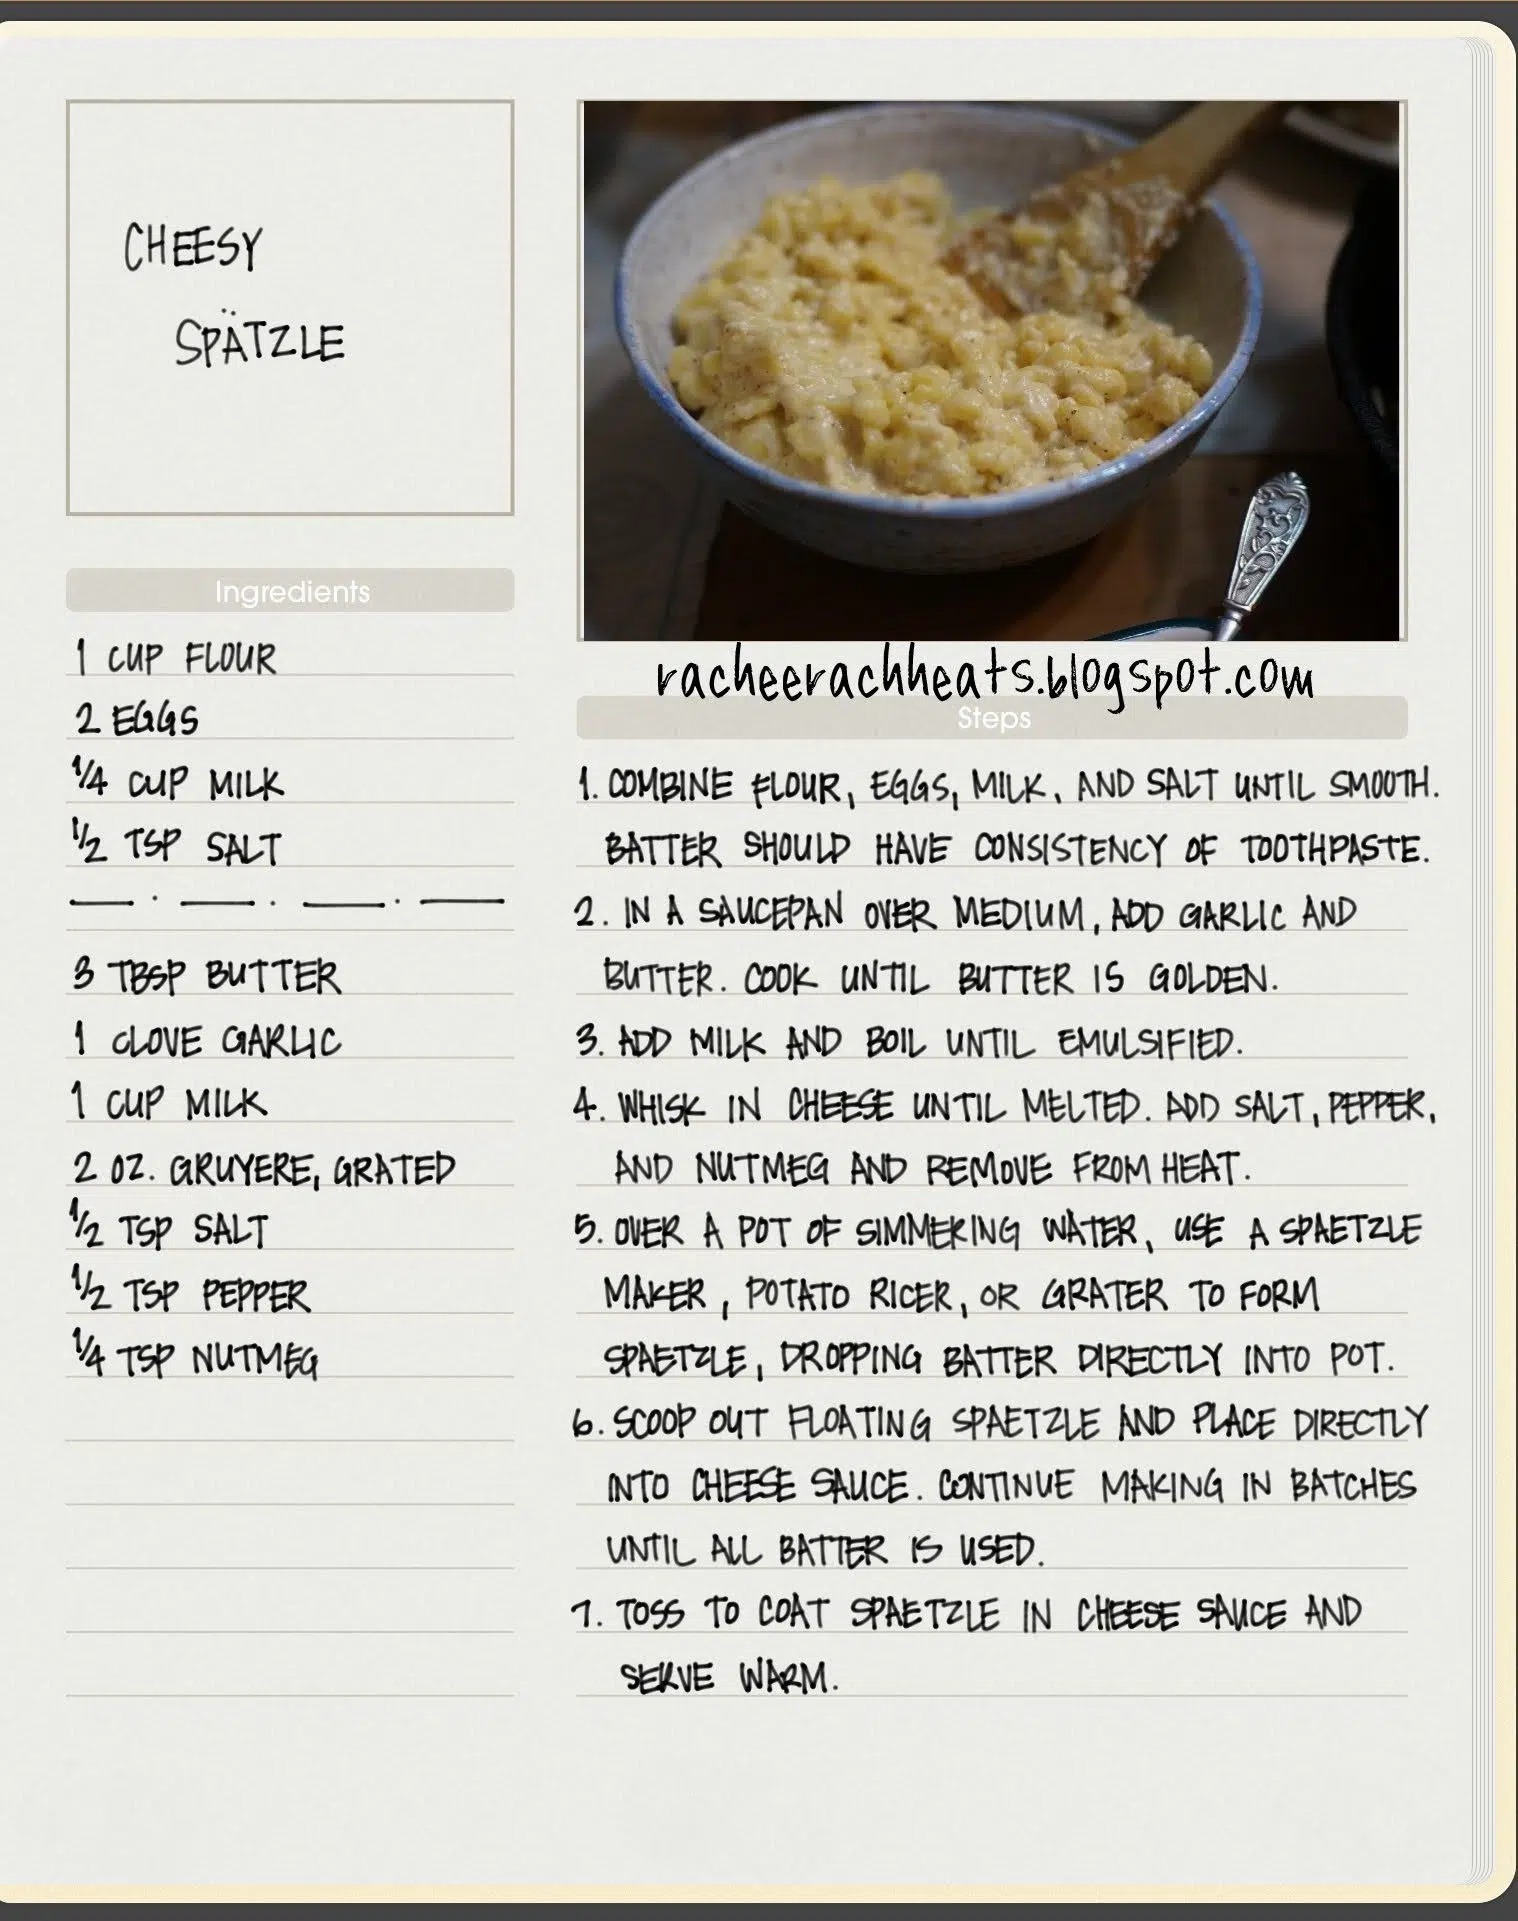 CHEESY
SPÄTZLE
Ingredients
1 CUP FLOUR
2 EGGS
1/4 CUP MILK
1/2 TSP SALT
3 TBSP BUTTER
1 CLOVE GARLIC
1 CUP MILK
2 OZ. GRUYERE, GRATED
1/2 TSP SALT
1/2 TSP PEPPER
1/4 TSP NUTMEG
racheerachheats.blogspot.com
Steps
1. COMBINE FLOUR, EGGS, MILK, AND SALT UNTIL SMOOTH.
BATTER SHOULD HAVE CONSISTENCY OF TOOTHPASTE.
2. IN A SAUCEPAN OVER MEDIUM, ADD GARLIC AND
BUTTER. COOK UNTIL BUTTER IS GOLDEN.
3. ADD MILK AND BOIL UNTIL EMULSIFIED.
4. WHISK IN CHEESE UNTIL MELTED. ADD SALT, PEPPER,
AND NUTMEG AND REMOVE FROM HEAT.
5. OVER A POT OF SIMMERING WATER, USE A SPAETZLE
MAKER, POTATO RICER, OR GRATER TO FORM
SPAETZLE, DROPPING BATTER DIRECTLY INTO POT.
6. SCOOP OUT FLOATING SPAETZLE AND PLACE DIRECTLY
INTO CHEESE SAUCE. CONTINUE MAKING IN BATCHES
UNTIL ALL BATTER IS USED.
7. TOSS TO COAT SPAETZLE IN CHEESE SAUCE AND
SERVE WARM.